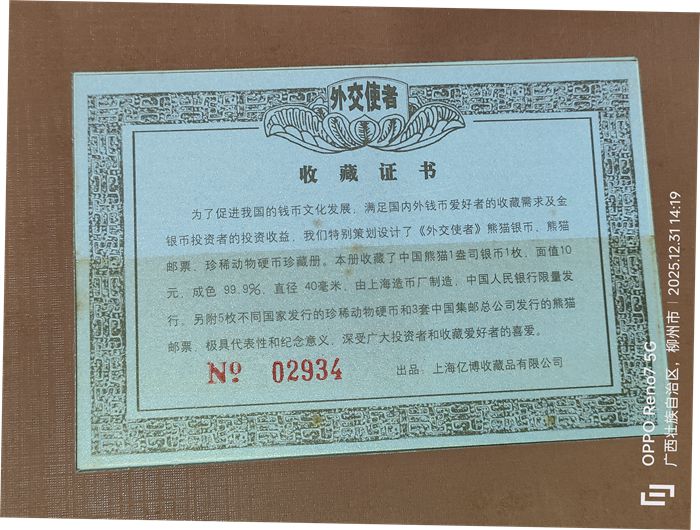 外交使者
收藏证书
为了促进我国的钱币文化发展，满足国内外钱币爱好者的收藏需求及金
银币投资者的投资收益，我们特别策划设计了《外交使者》熊猫银币、熊猫
邮票、珍稀动物硬币珍藏册。本册收藏了中国熊猫1盎司银币1枚，面值10
元，成色 99.9%，直径 40毫米，由上海造币厂制造，中国人民银行限量发
行，另附5枚不同国家发行的珍稀动物硬币和3套中国集邮总公司发行的熊猫
邮票，极具代表性和纪念意义，深受广大投资者和收藏爱好者的喜爱。
Nº 02934
出品：上海亿博收藏品有限公司
OPPO Reno7 5G
广西壮族自治区，柳州市 | 2025.12.31 14:19